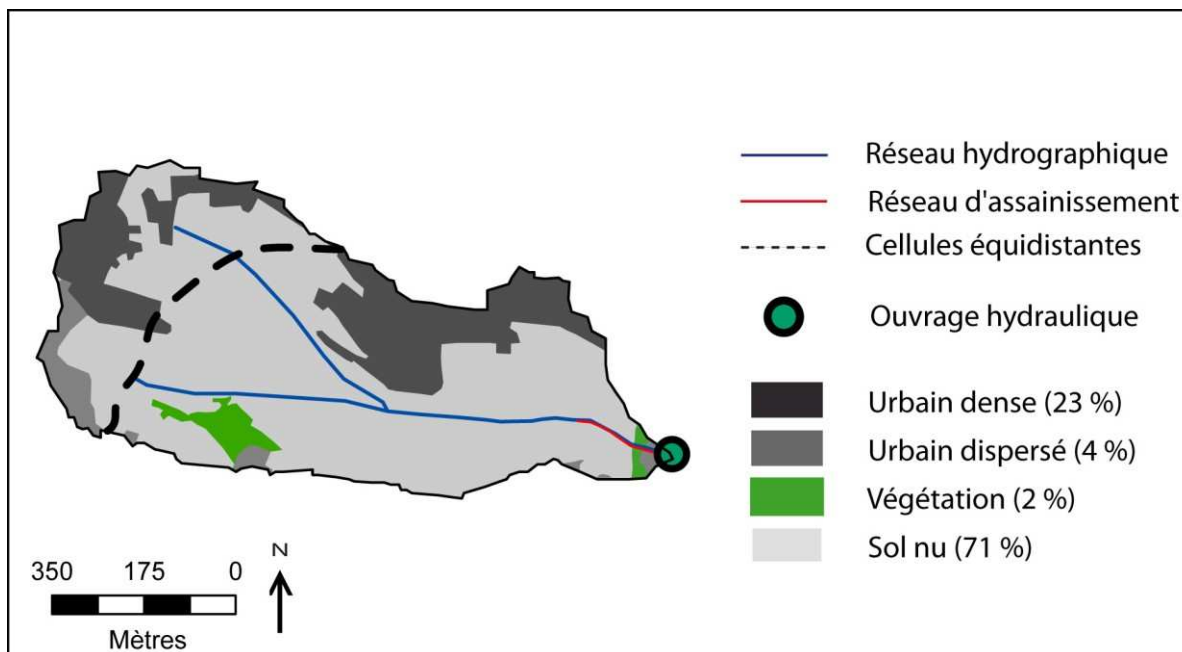 Réseau hydrographique
Réseau d'assainissement
Cellules équidistantes
Ouvrage hydraulique
Urbain dense (23 %)
Urbain dispersé (4 %)
Végétation (2 %)
Sol nu (71 %)
350 175 0
Mètres
N